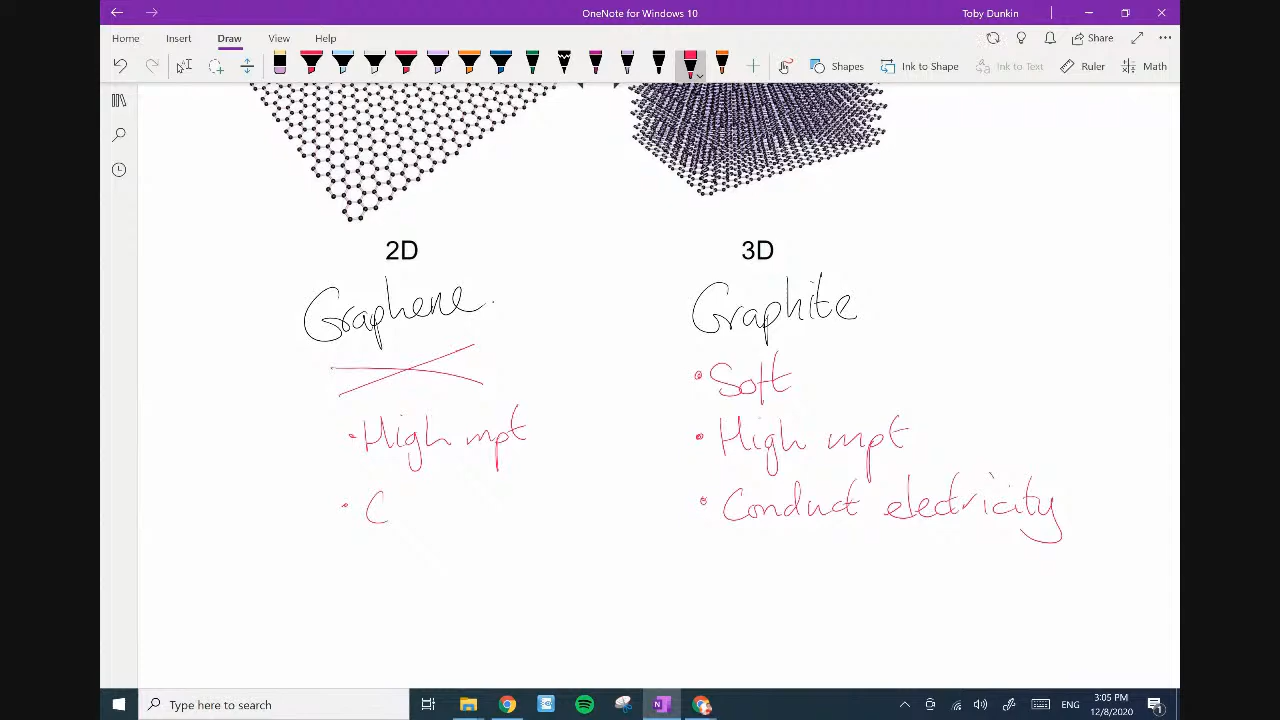 OneNote for Windows 10
Toby Dunkin
Home Insert Draw View Help
Share
Shapes Ink to Shape Ink to Text Ruler Math
2D 3D
Graphene. Graphite
• Soft
• High mpt • High mpt
• C • Conduct electricity
Type here to search
ENG
3:05 PM
12/8/2020
1